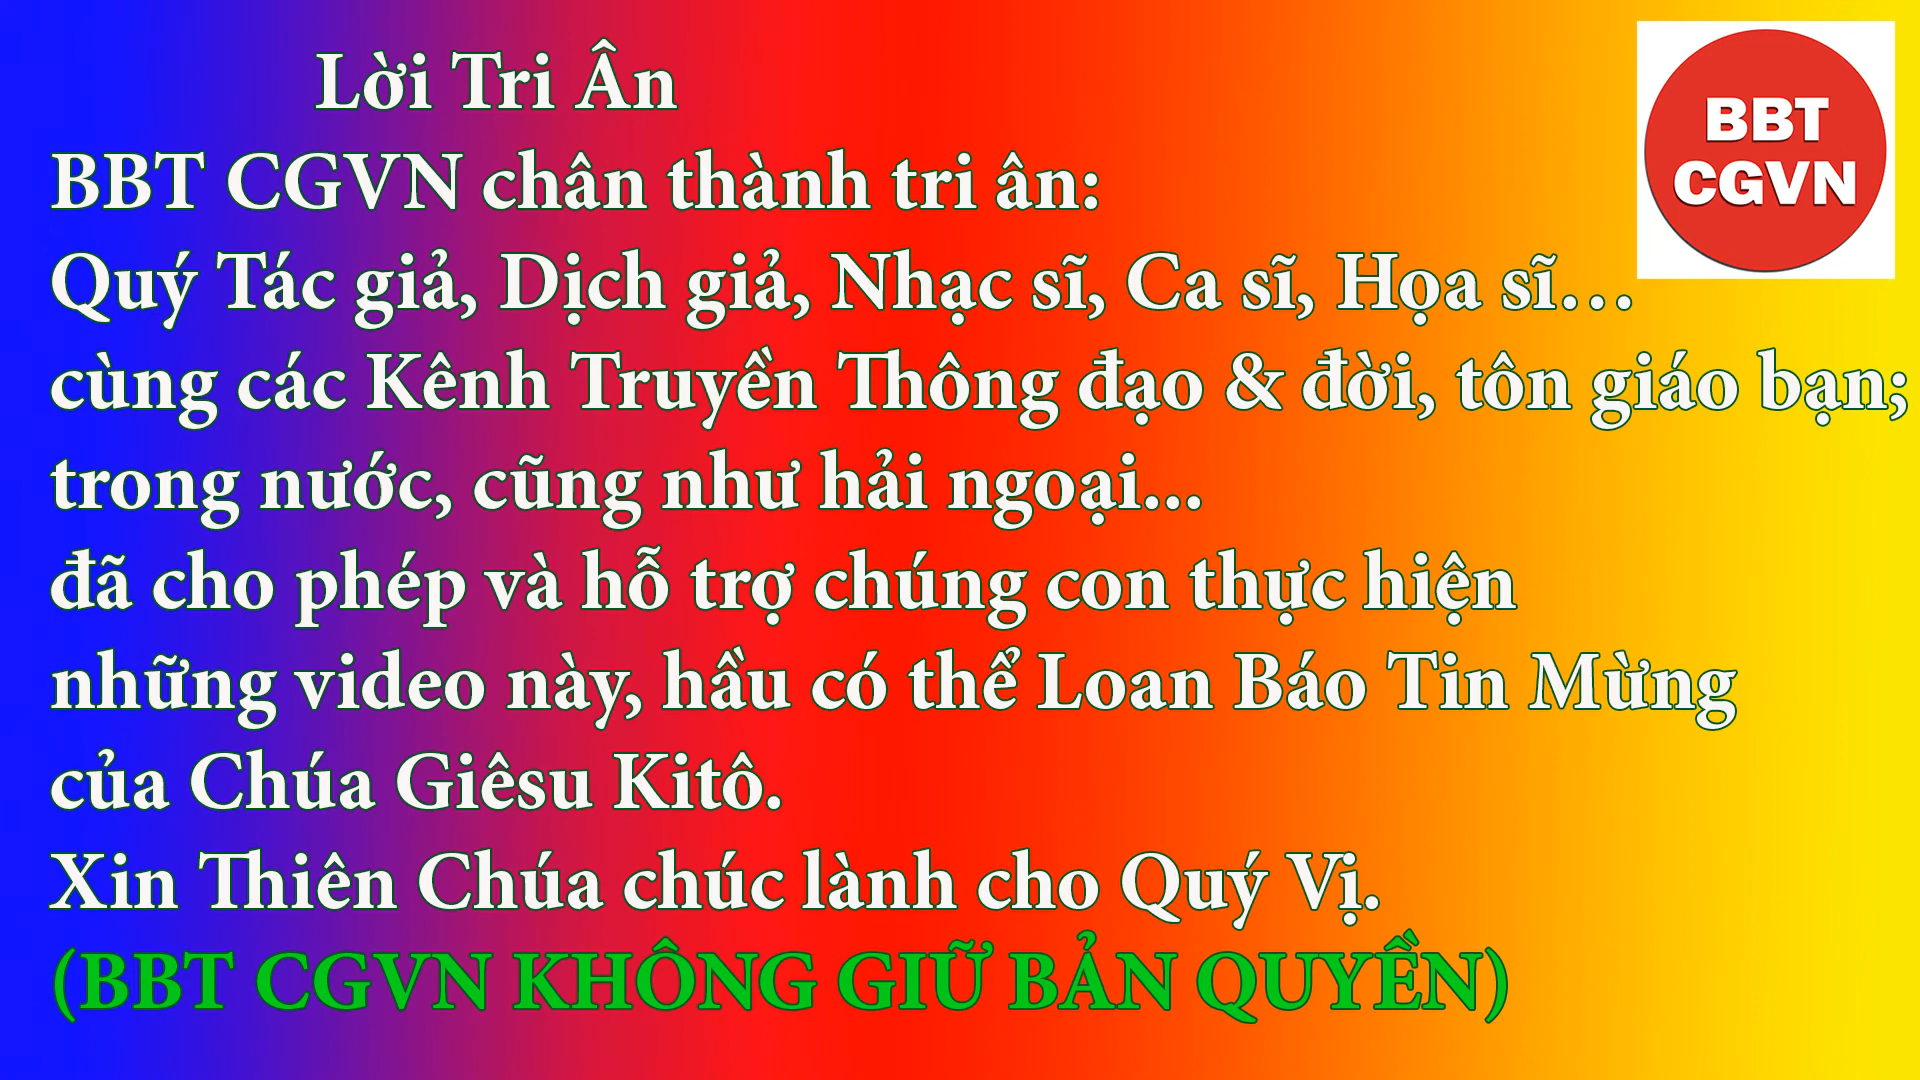 Lời Tri Ân
BBT CGVN chân thành tri ân:
Quý Tác giả, Dịch giả, Nhạc sĩ, Ca sĩ, Họa sĩ…
cùng các Kênh Truyền Thông đạo & đời, tôn giáo bạn;
trong nước, cũng như hải ngoại...
đã cho phép và hỗ trợ chúng con thực hiện
những video này, hầu có thể Loan Báo Tin Mừng
của Chúa Giêsu Kitô.
Xin Thiên Chúa chúc lành cho Quý Vị.
(BBT CGVN KHÔNG GIỮ BẢN QUYỀN)
BBT
CGVN